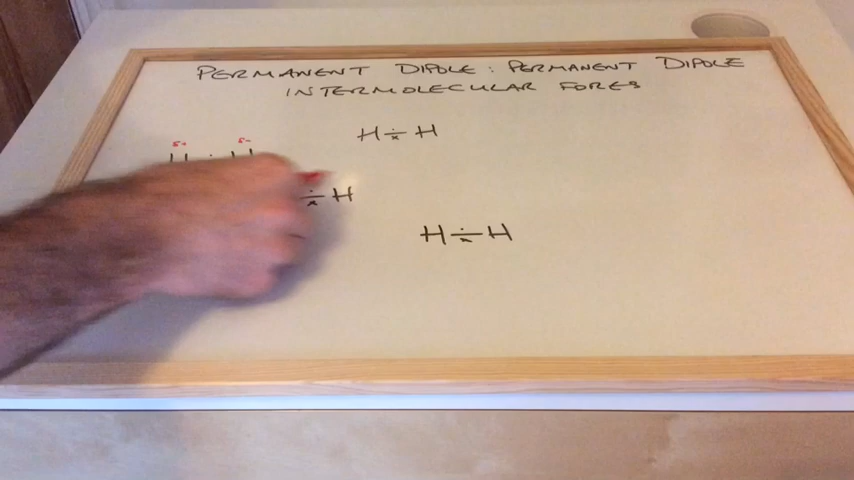 PERMANENT DIPOLE : PERMANENT DIPOLE
INTERMOLECULAR FORES
H ∸ˣ H
δ+ δ-
H H
∸ˣ H
H ∸ˣ H